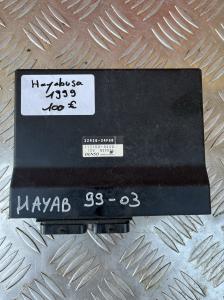 Hayabusa
1999
100 £
32920-24F00
DENSO
HAYAB 99-03